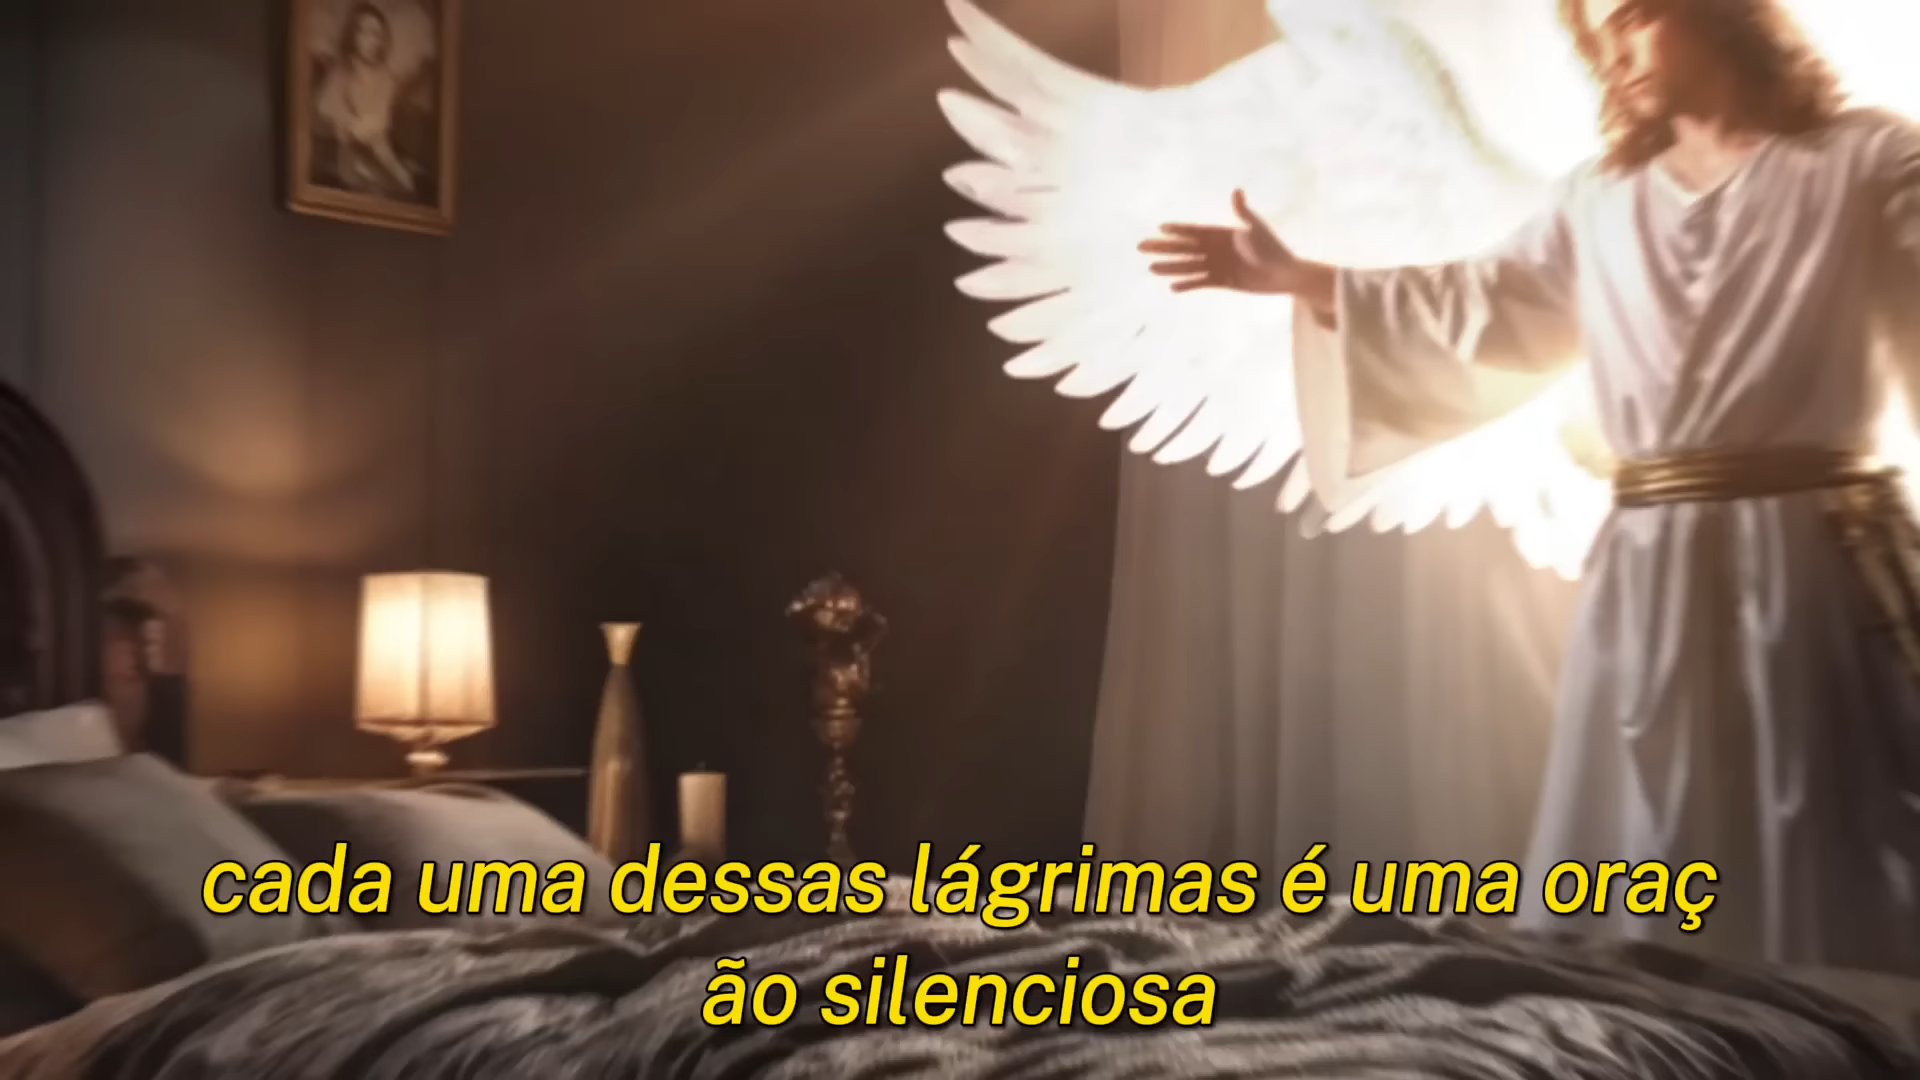 cada uma dessas lágrimas é uma oraç
ão silenciosa